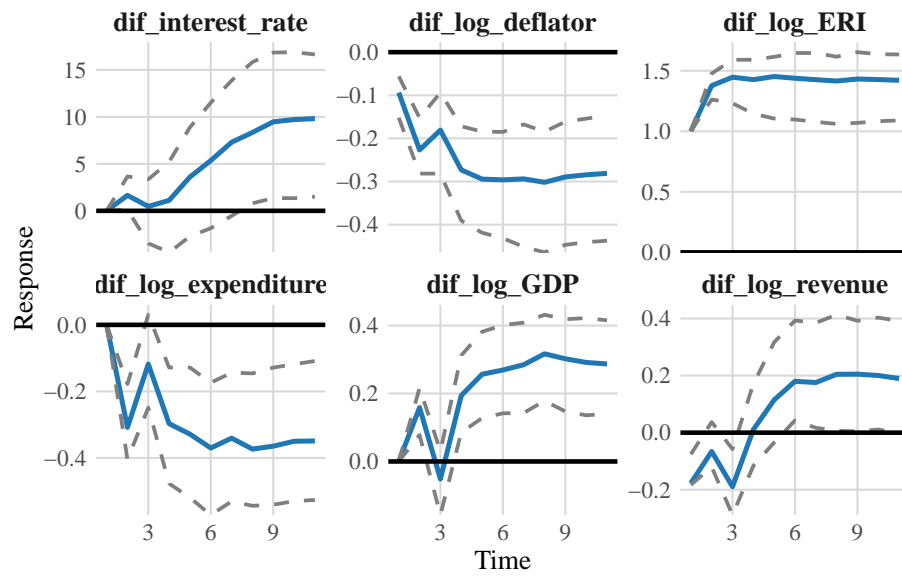 dif_interest_rate
dif_log_deflator
dif_log_ERI
15
10
5
0
0.0
−0.1
−0.2
−0.3
−0.4
1.5
1.0
0.5
0.0
dif_log_expenditure
dif_log_GDP
dif_log_revenue
0.0
−0.2
−0.4
0.4
0.2
0.0
0.4
0.2
0.0
−0.2
3 6 9
3 6 9
3 6 9
Response
Time